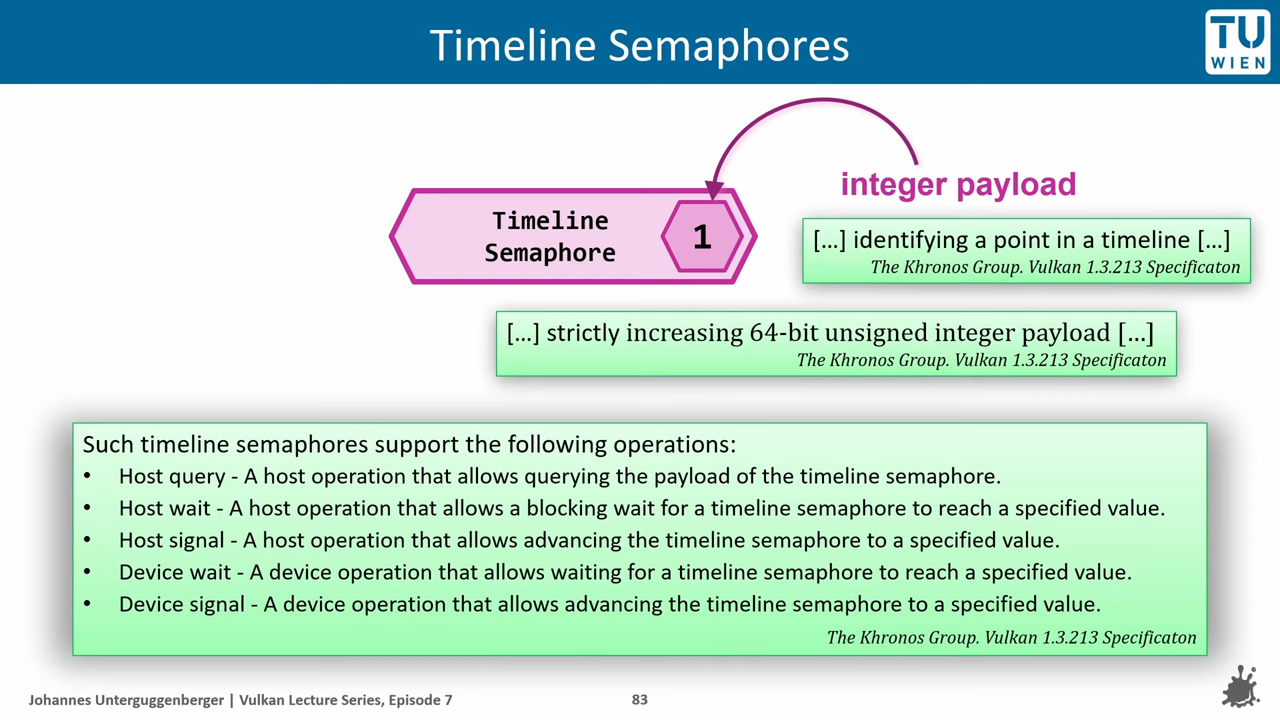 Timeline Semaphores
TU
WIEN
integer payload
Timeline
Semaphore
1
[…] identifying a point in a timeline […]
The Khronos Group. Vulkan 1.3.213 Specificaton
[…] strictly increasing 64-bit unsigned integer payload […]
The Khronos Group. Vulkan 1.3.213 Specificaton
Such timeline semaphores support the following operations:
• Host query - A host operation that allows querying the payload of the timeline semaphore.
• Host wait - A host operation that allows a blocking wait for a timeline semaphore to reach a specified value.
• Host signal - A host operation that allows advancing the timeline semaphore to a specified value.
• Device wait - A device operation that allows waiting for a timeline semaphore to reach a specified value.
• Device signal - A device operation that allows advancing the timeline semaphore to a specified value.
The Khronos Group. Vulkan 1.3.213 Specificaton
Johannes Unterguggenberger | Vulkan Lecture Series, Episode 7
83